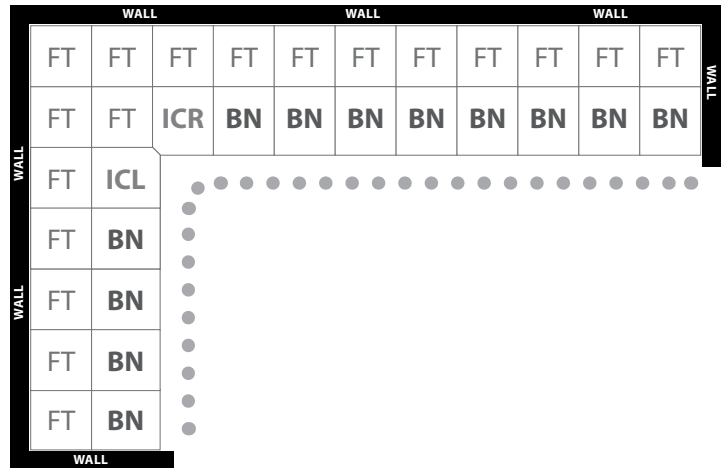 WALL WALL WALL
FT FT FT FT FT FT FT FT FT FT FT
WALL
FT FT ICR BN BN BN BN BN BN BN BN
WALL
FT ICL
FT BN
WALL
FT BN
FT BN
FT BN
WALL